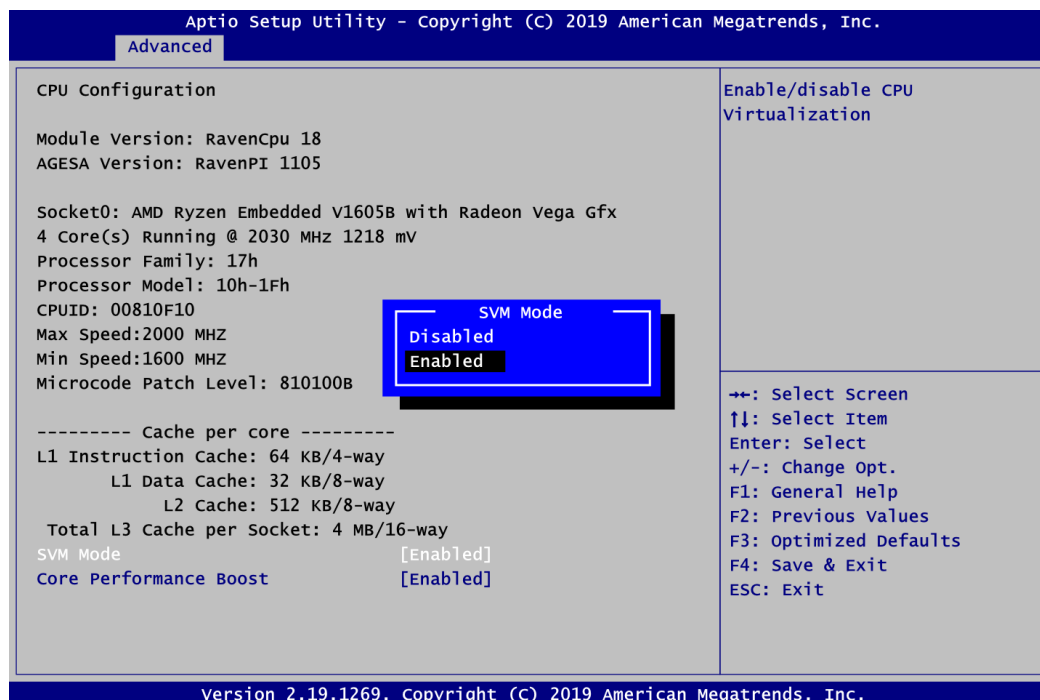 Aptio Setup Utility – Copyright (C) 2019 American Megatrends, Inc.
Advanced
CPU Configuration
Module Version: RavenCpu 18
AGESA Version: RavenPI 1105
Socket0: AMD Ryzen Embedded V1605B with Radeon Vega Gfx
4 Core(s) Running @ 2030 MHz 1218 mV
Processor Family: 17h
Processor Model: 10h-1Fh
CPUID: 00810F10
Max Speed:2000 MHZ
Min Speed:1600 MHZ
Microcode Patch Level: 810100B
--------- Cache per core ---------
L1 Instruction Cache: 64 KB/4-way
L1 Data Cache: 32 KB/8-way
L2 Cache: 512 KB/8-way
Total L3 Cache per Socket: 4 MB/16-way
SVM Mode [Enabled]
Core Performance Boost [Enabled]
SVM Mode
Disabled
Enabled
Enable/disable CPU
Virtualization
→←: Select Screen
↑↓: Select Item
Enter: Select
+/-: Change Opt.
F1: General Help
F2: Previous Values
F3: Optimized Defaults
F4: Save & Exit
ESC: Exit
Version 2.19.1269. Copyright (C) 2019 American Megatrends, Inc.